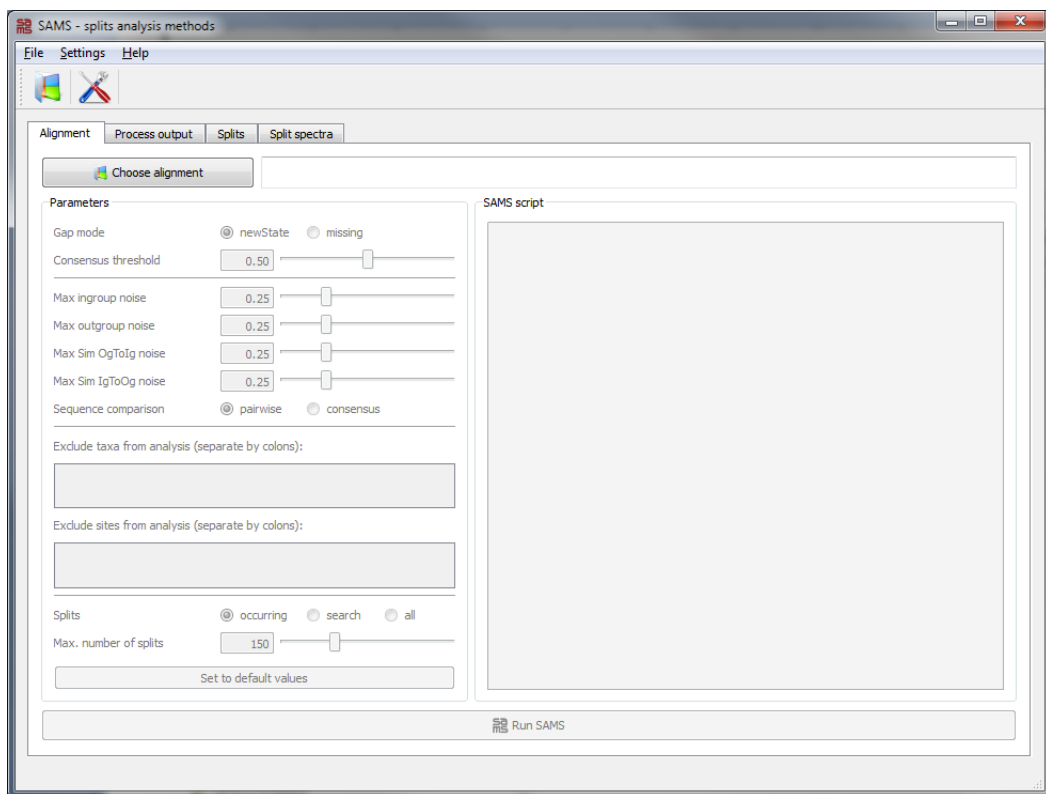 SAMS - splits analysis methods
File Settings Help
Alignment Process output Splits Split spectra
Choose alignment
Parameters
SAMS script
Gap mode newState missing
Consensus threshold 0.50
Max ingroup noise 0.25
Max outgroup noise 0.25
Max Sim OgToIg noise 0.25
Max Sim IgToOg noise 0.25
Sequence comparison pairwise consensus
Exclude taxa from analysis (separate by colons):
Exclude sites from analysis (separate by colons):
Splits occurring search all
Max. number of splits 150
Set to default values
Run SAMS